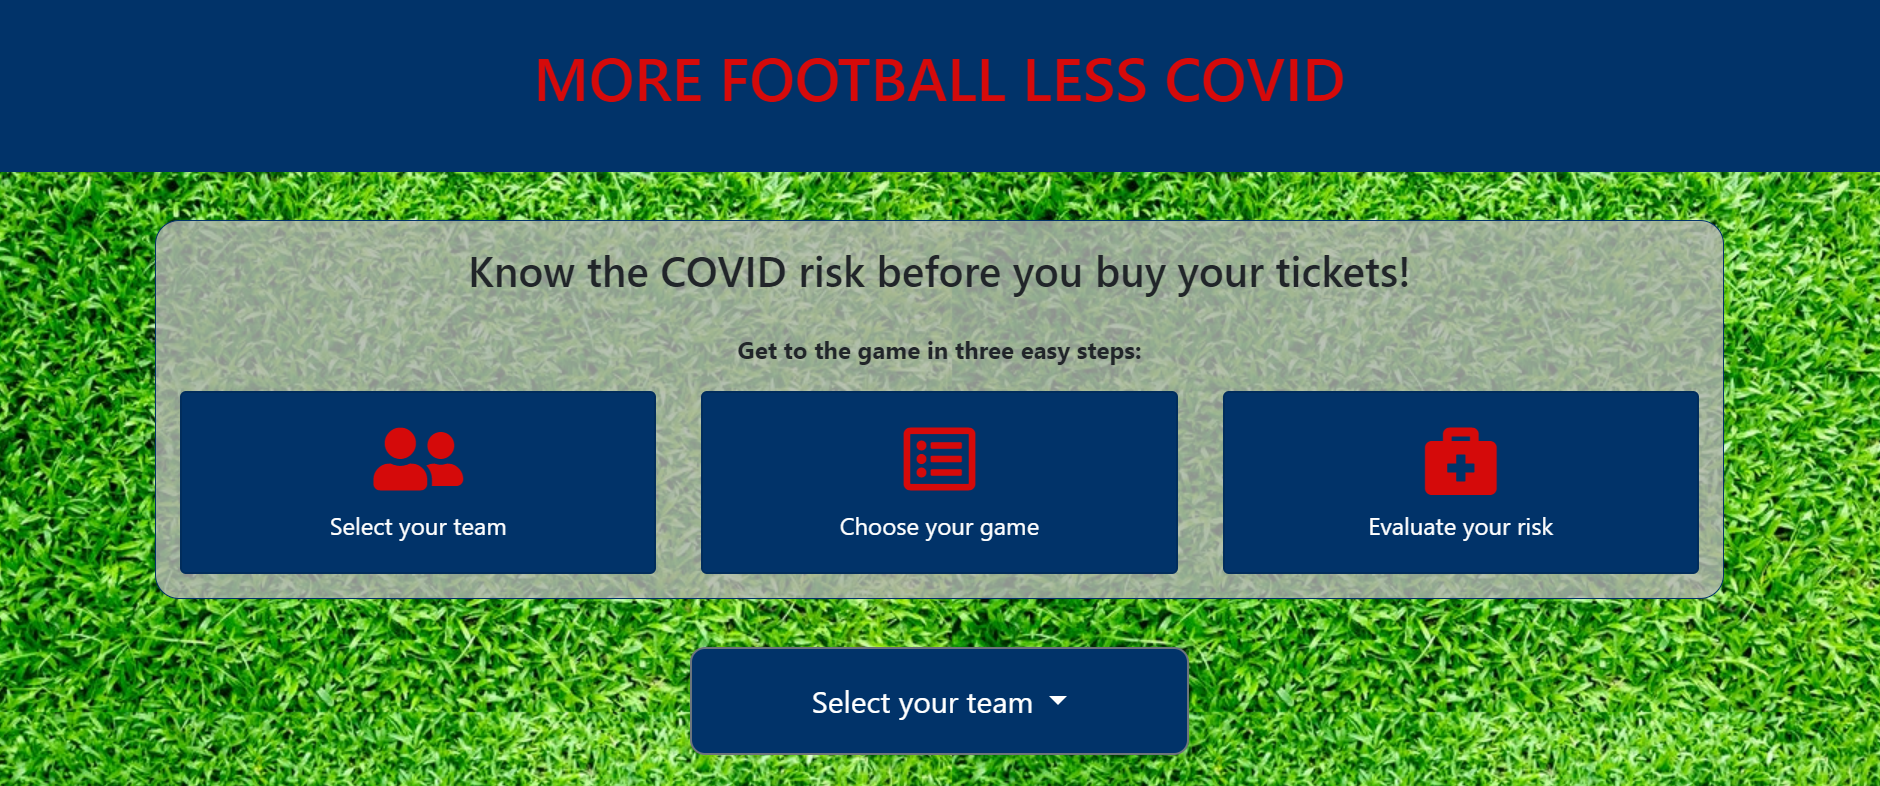 MORE FOOTBALL LESS COVID
Know the COVID risk before you buy your tickets!
Get to the game in three easy steps:
Select your team
Choose your game
Evaluate your risk
Select your team